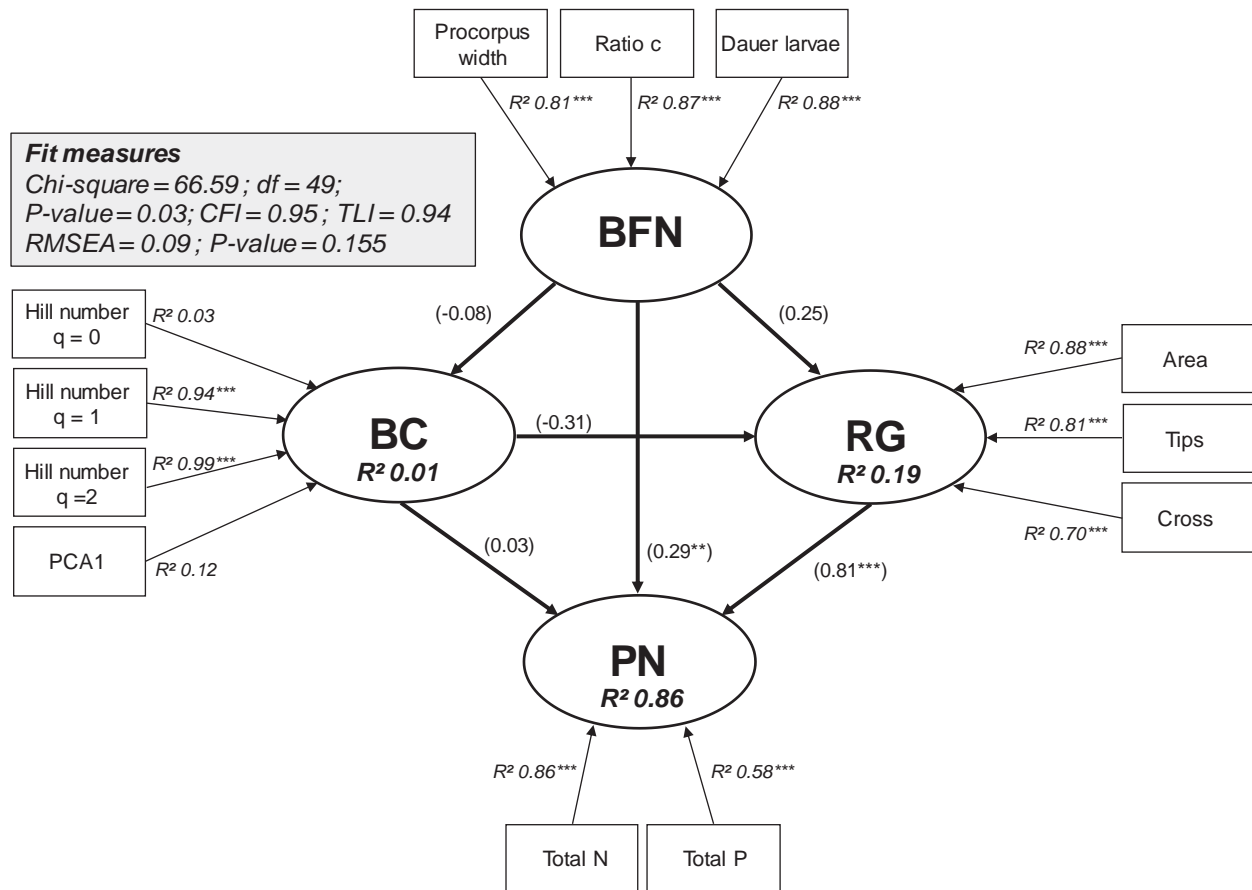 Procorpus
width
Ratio c
Dauer larvae
R² 0.81***
R² 0.87***
R² 0.88***
Fit measures
Chi-square = 66.59 ; df = 49;
P-value = 0.03; CFI = 0.95 ; TLI = 0.94
RMSEA = 0.09 ; P-value = 0.155
BFN
Hill number
q = 0
R² 0.03
(-0.08)
(0.25)
Hill number
q = 1
R² 0.94***
Hill number
q =2
R² 0.99***
PCA1
R² 0.12
BC
R² 0.01
(-0.31)
RG
R² 0.19
R² 0.88***
Area
R² 0.81***
Tips
R² 0.70***
Cross
(0.03)
(0.29**)
(0.81***)
PN
R² 0.86
R² 0.86***
R² 0.58***
Total N
Total P